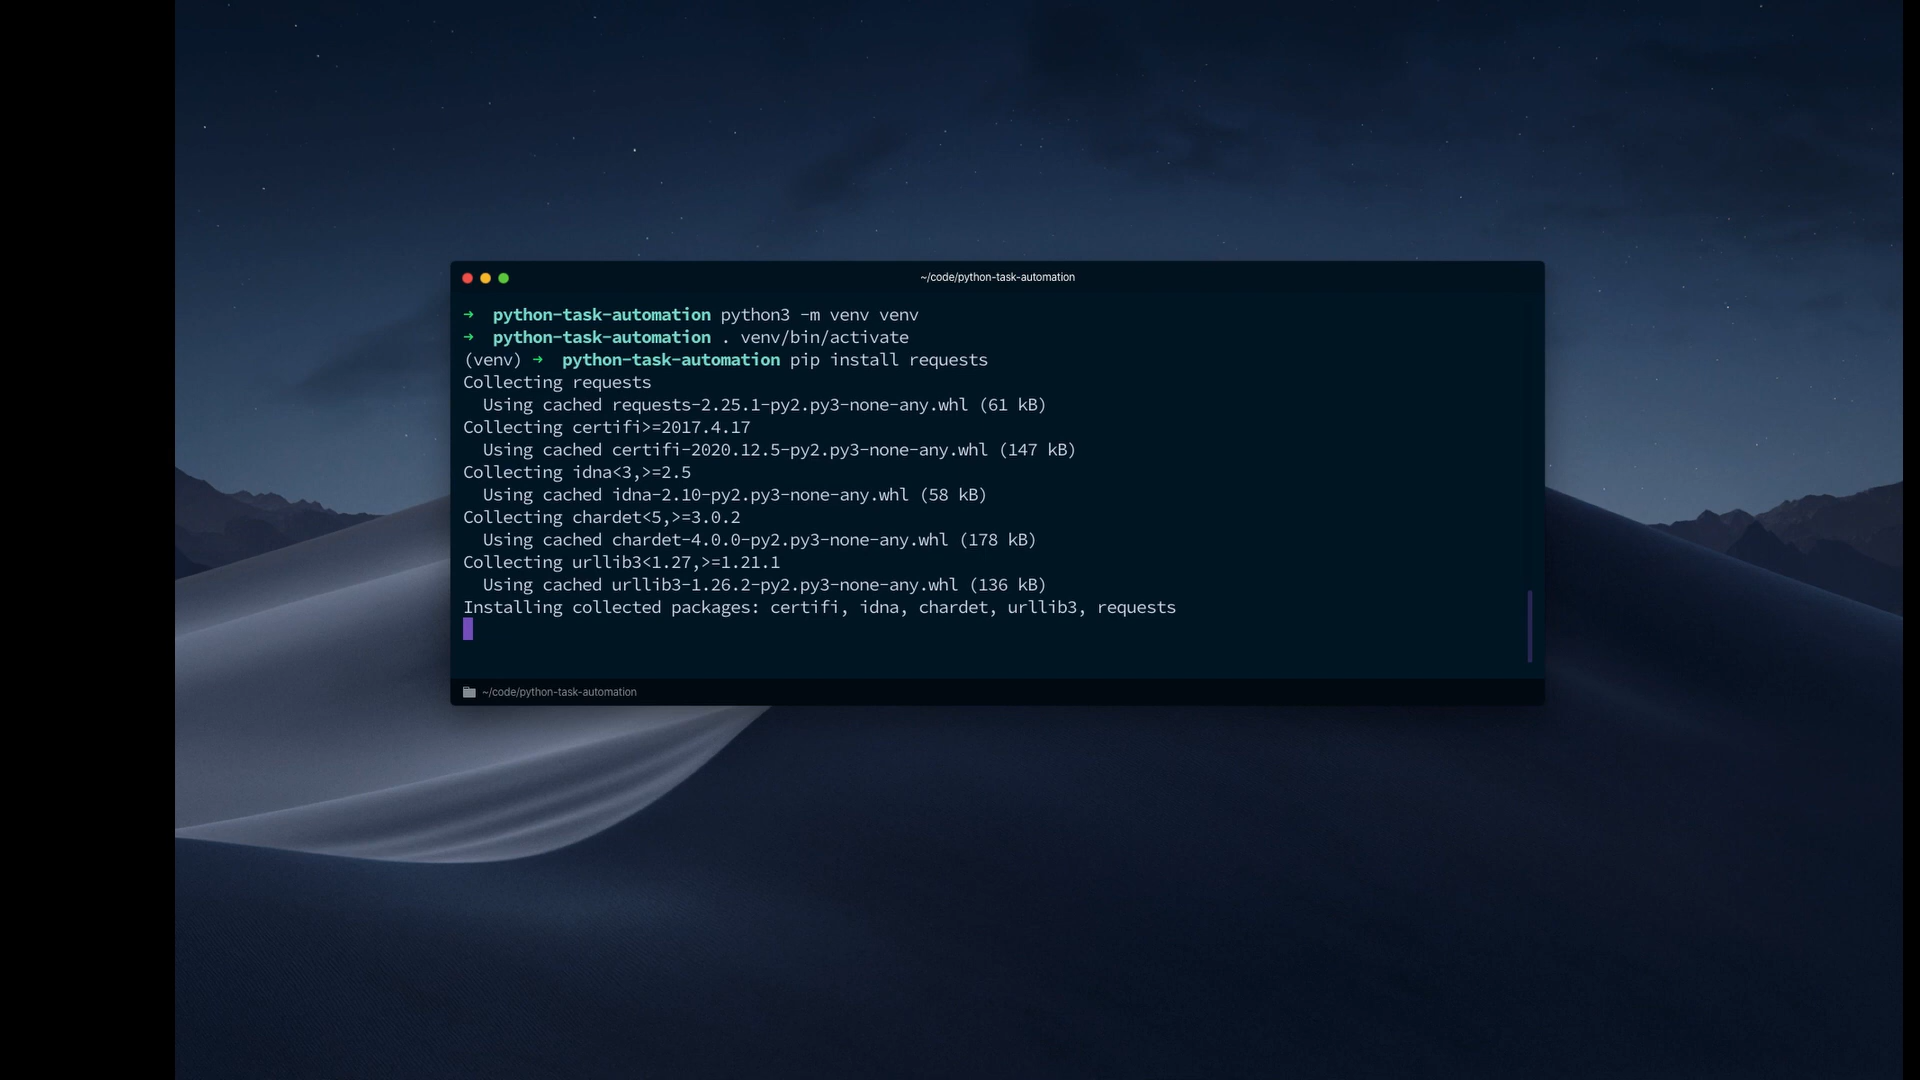 ~/code/python-task-automation
➜  python-task-automation python3 -m venv venv
➜  python-task-automation . venv/bin/activate
(venv) ➜  python-task-automation pip install requests
Collecting requests
  Using cached requests-2.25.1-py2.py3-none-any.whl (61 kB)
Collecting certifi>=2017.4.17
  Using cached certifi-2020.12.5-py2.py3-none-any.whl (147 kB)
Collecting idna<3,>=2.5
  Using cached idna-2.10-py2.py3-none-any.whl (58 kB)
Collecting chardet<5,>=3.0.2
  Using cached chardet-4.0.0-py2.py3-none-any.whl (178 kB)
Collecting urllib3<1.27,>=1.21.1
  Using cached urllib3-1.26.2-py2.py3-none-any.whl (136 kB)
Installing collected packages: certifi, idna, chardet, urllib3, requests
~/code/python-task-automation